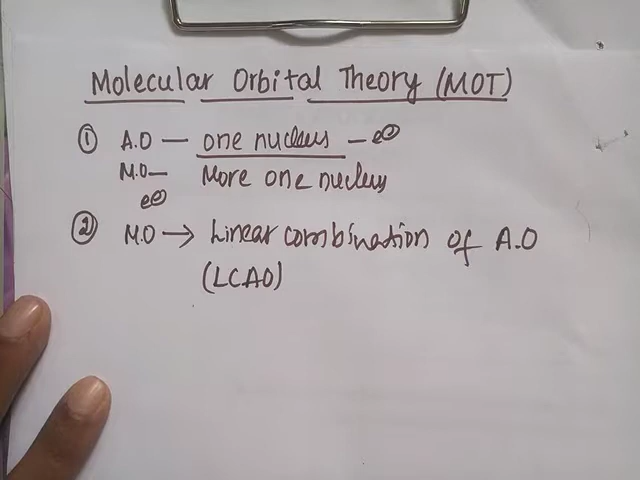 Molecular Orbital Theory (MOT)
① A.O — one nucleus — e⊖
M.O — More one nucleus
e⊖
② M.O → Linear combination of A.O
(LCAO)